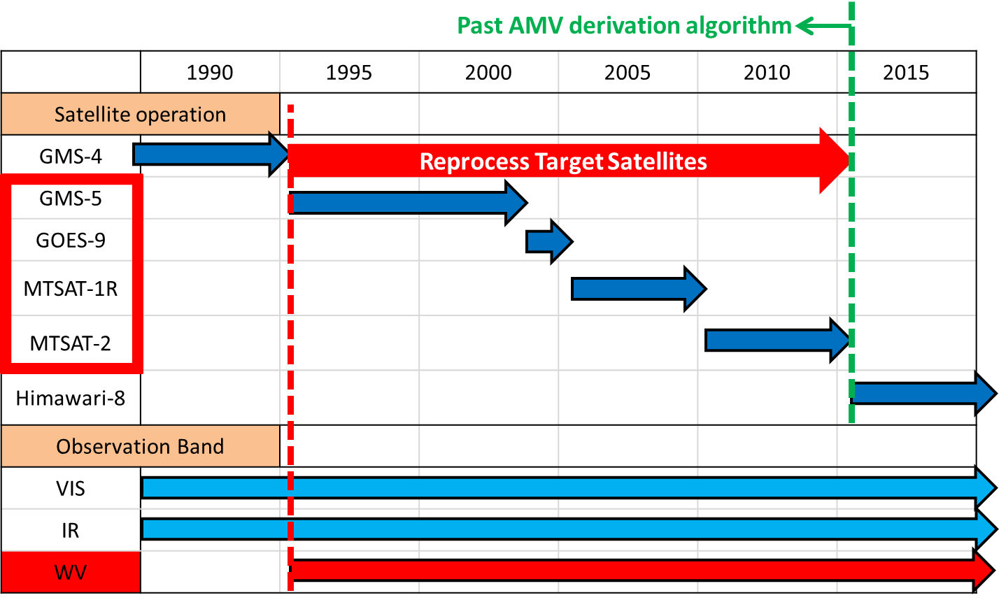 Past AMV derivation algorithm
1990 1995 2000 2005 2010 2015
Satellite operation
GMS-4
Reprocess Target Satellites
GMS-5
GOES-9
MTSAT-1R
MTSAT-2
Himawari-8
Observation Band
VIS
IR
WV